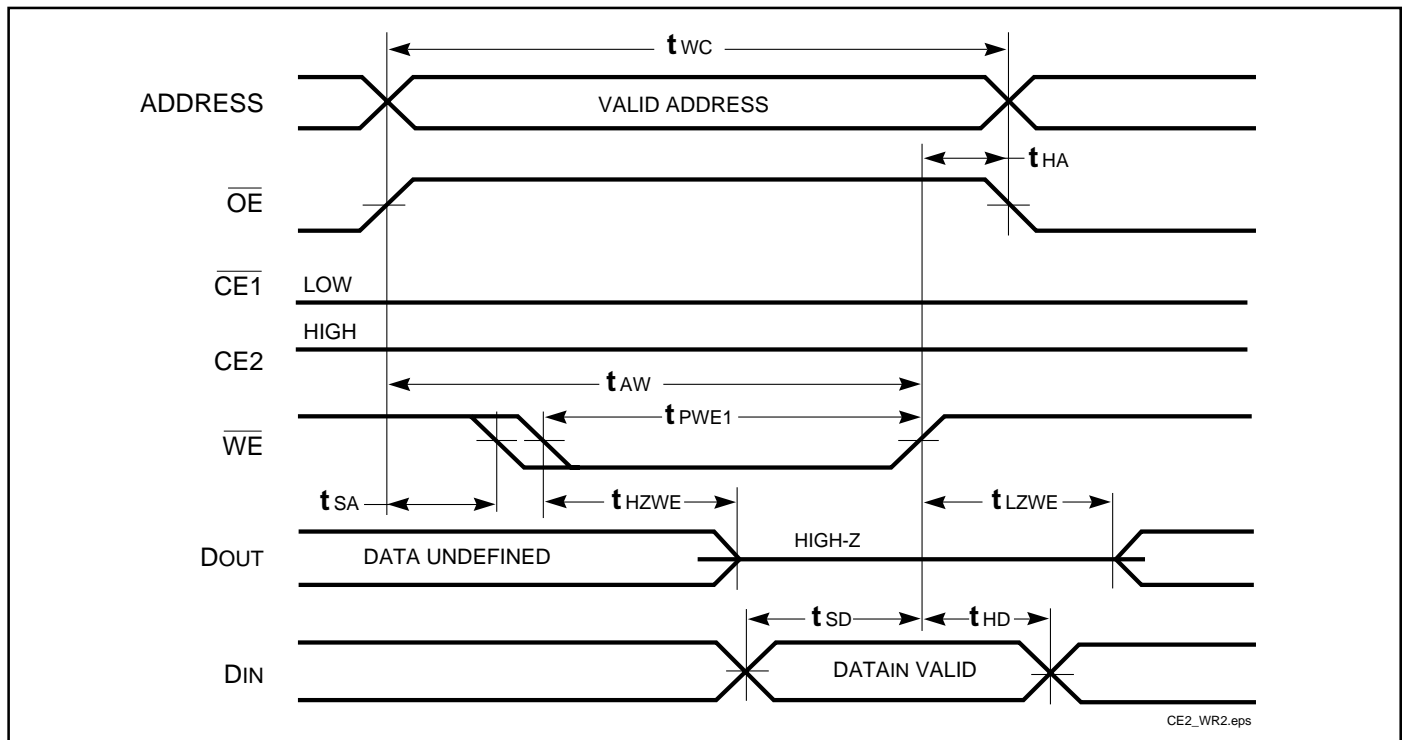 t WC
ADDRESS VALID ADDRESS
t HA
OE
CE1 LOW
HIGH
CE2
t AW
t PWE1
WE
t SA t HZWE t LZWE
DOUT DATA UNDEFINED HIGH-Z
t SD t HD
DIN DATAIN VALID
CE2_WR2.eps